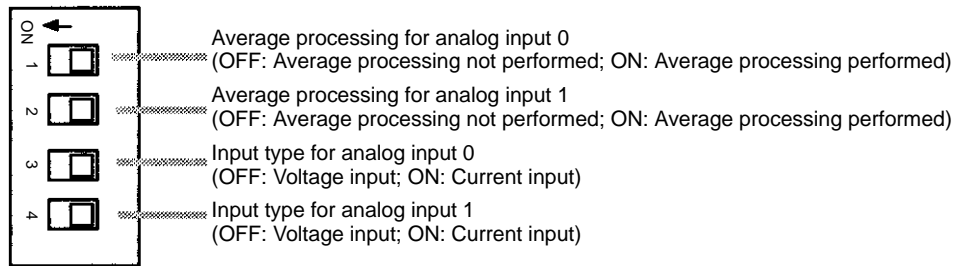 ON
1
Average processing for analog input 0
(OFF: Average processing not performed; ON: Average processing performed)
2
Average processing for analog input 1
(OFF: Average processing not performed; ON: Average processing performed)
3
Input type for analog input 0
(OFF: Voltage input; ON: Current input)
4
Input type for analog input 1
(OFF: Voltage input; ON: Current input)